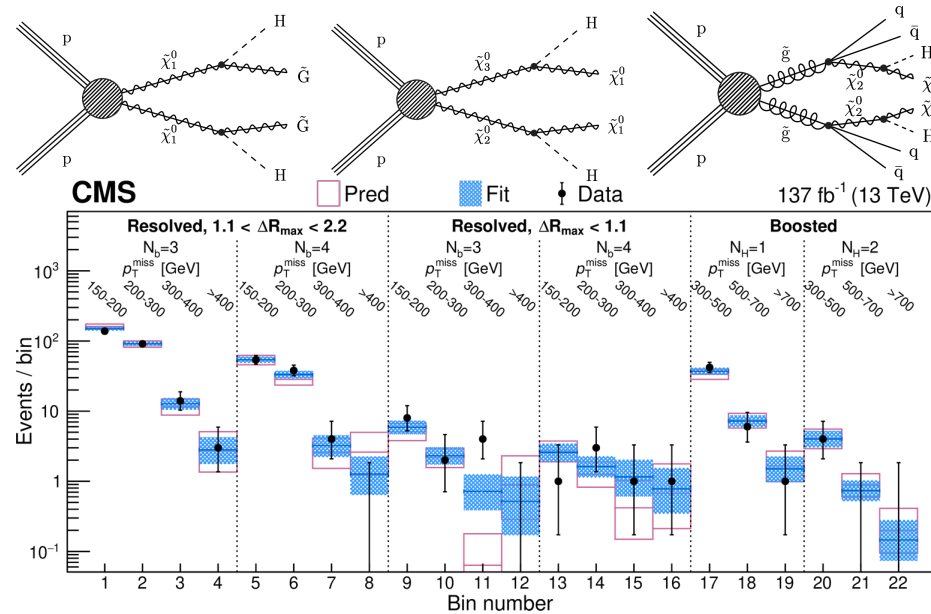 p
p
χ̃⁰₁
χ̃⁰₁
H
G̃
G̃
H
p
p
χ̃⁰₃
χ̃⁰₂
H
χ̃⁰₁
χ̃⁰₁
H
p
p
g̃
g̃
χ̃⁰₂
χ̃⁰₂
q
q̄
H
χ̃
χ̃
H
q
q̄
CMS
Pred
Fit
Data
137 fb⁻¹ (13 TeV)
Resolved, 1.1 < ΔR_max < 2.2
Resolved, ΔR_max < 1.1
Boosted
N_b=3
N_b=4
N_b=3
N_b=4
N_H=1
N_H=2
p_T^miss [GeV]
p_T^miss [GeV]
p_T^miss [GeV]
p_T^miss [GeV]
p_T^miss [GeV]
p_T^miss [GeV]
150-200
200-300
300-400
>400
150-200
200-300
300-400
>400
150-200
200-300
300-400
>400
150-200
200-300
300-400
>400
300-500
500-700
>700
300-500
500-700
>700
Events / bin
10³
10²
10
1
10⁻¹
1 2 3 4 5 6 7 8 9 10 11 12 13 14 15 16 17 18 19 20 21 22
Bin number